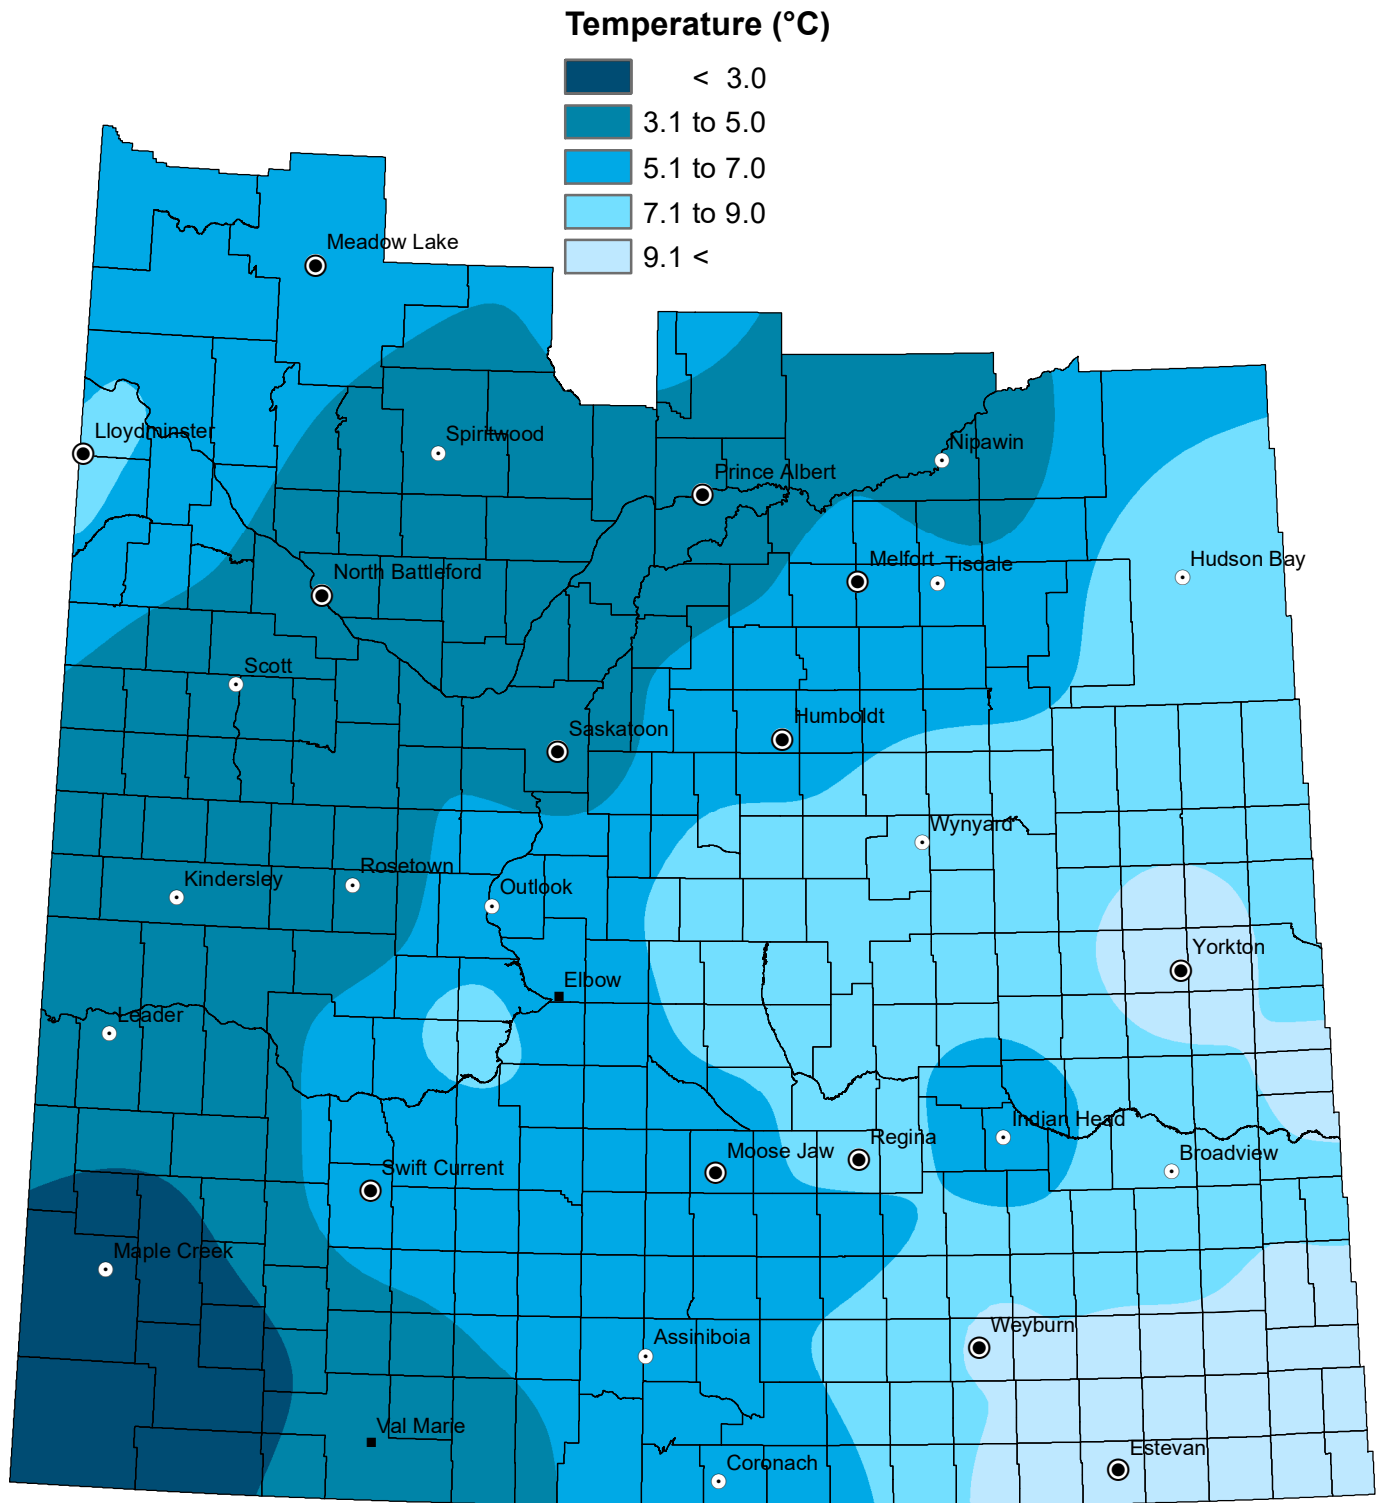 Temperature (°C)
< 3.0
3.1 to 5.0
5.1 to 7.0
7.1 to 9.0
9.1 <
Meadow Lake
Lloydminster
Spiritwood
Nipawin
Prince Albert
Melfort
Tisdale
Hudson Bay
North Battleford
Scott
Saskatoon
Humboldt
Wynyard
Rosetown
Kindersley
Outlook
Yorkton
Elbow
Leader
Indian Head
Regina
Moose Jaw
Broadview
Swift Current
Maple Creek
Weyburn
Assiniboia
Val Marie
Estevan
Coronach